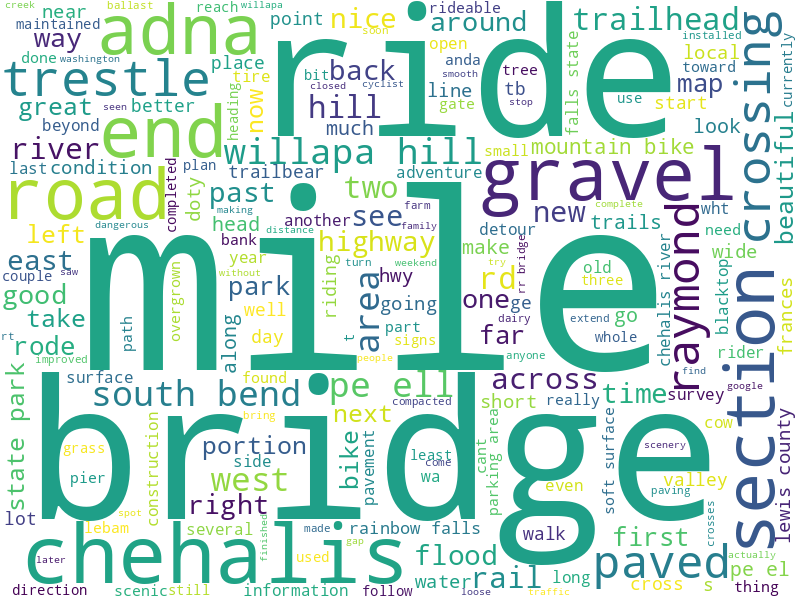 creek ballast reach willapa rideable trailhead
maintained adna ride near soon nice around installed
way washington point open local
done place tire anda toward
trestle seen bit closed cyclist back line smooth tree gate use falls state map currently
great better heading now hill tb stop start crossing
beyond end much look beautiful
river willapa hill small mountain bike
last condition completed plan trailbear adventure gravel
road doty past two new wht
making another farm see trails need
left dangerous head bank distance family highway detour raymond wide
east year without weekend make old
couple saw overgrown turn hwy rd rr bridge three chehalis river blacktop frances
good path riding area going one ge go rider
take well t part dairy extend section
rt rode along day signs far whole
improved mile people anyone find google
surface found pe ell across time survey
state park south bend compacted short really cow
bring next bike parking area soft surface lewis county
grass construction portion least cant scenery valley
pier bridge side pavement come even paving
west wa
lot right walk first
lebam spot several made rainbow falls crosses
finished gap flood actually
chehalis used water rail long paved pe el
later cross s thing
direction scenic still information follow loose traffic complete try